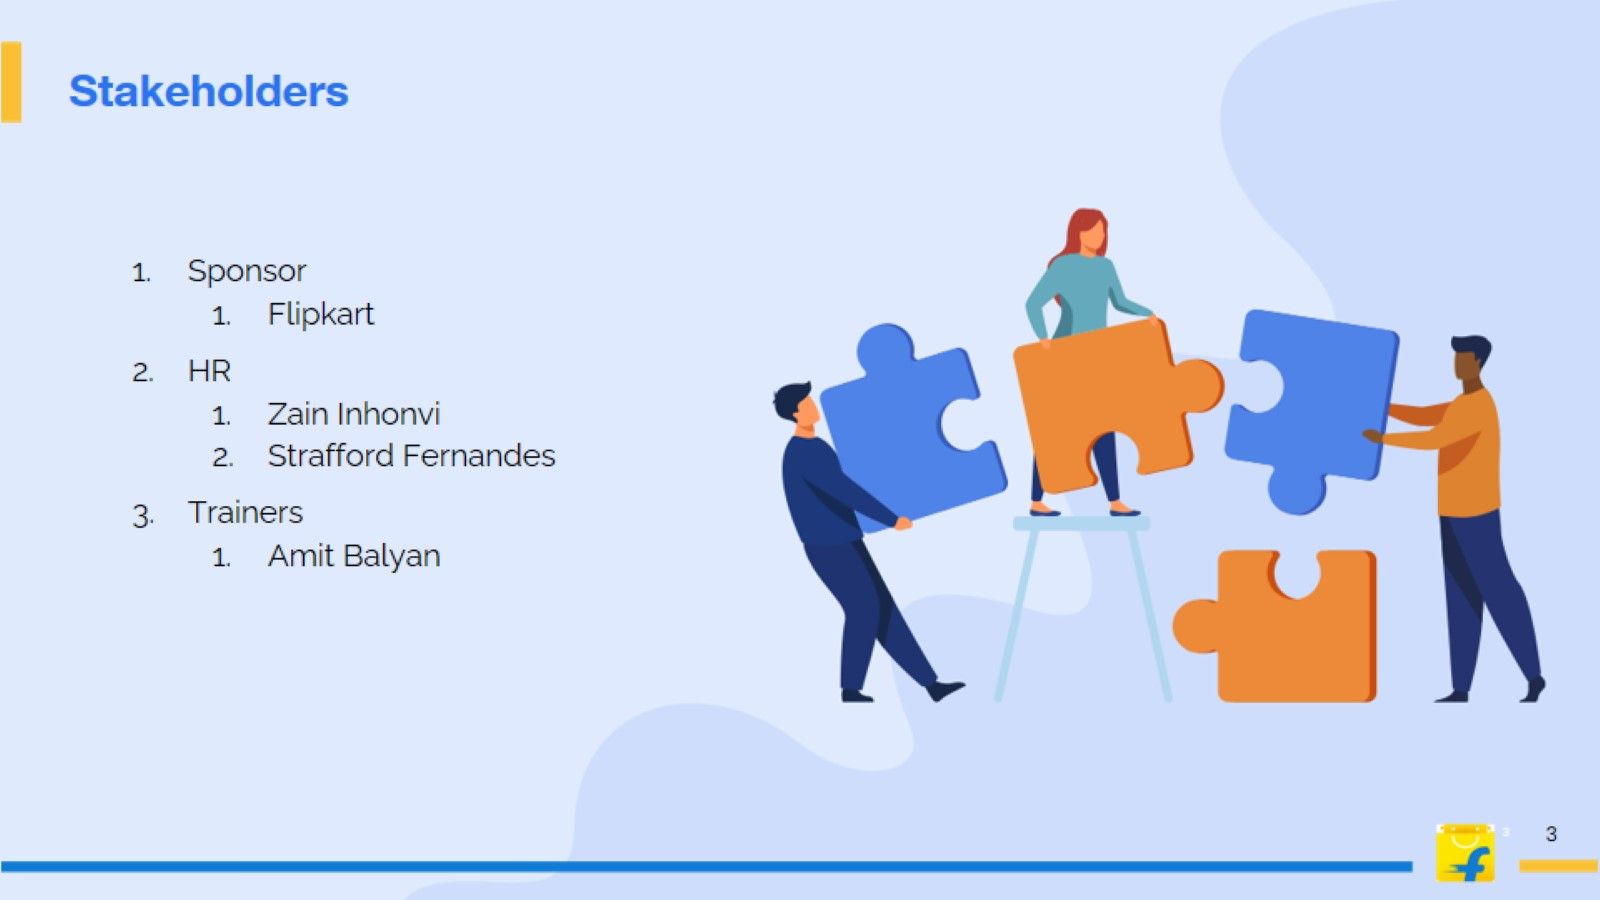 Stakeholders
1. Sponsor
1. Flipkart
2. HR
1. Zain Inhonvi
2. Strafford Fernandes
3. Trainers
1. Amit Balyan
f
3
3